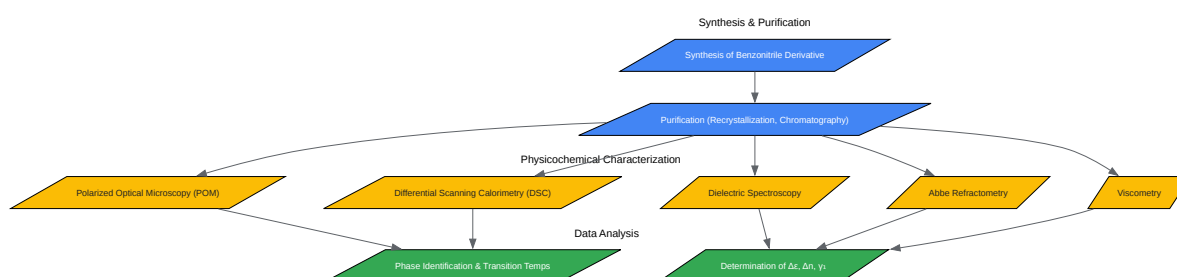 Synthesis & Purification
Synthesis of Benzonitrile Derivative
Purification (Recrystallization, Chromatography)
Physicochemical Characterization
Polarized Optical Microscopy (POM)
Differential Scanning Calorimetry (DSC)
Dielectric Spectroscopy
Abbe Refractometry
Viscometry
Data Analysis
Phase Identification & Transition Temps
Determination of Δε, Δn, γ₁